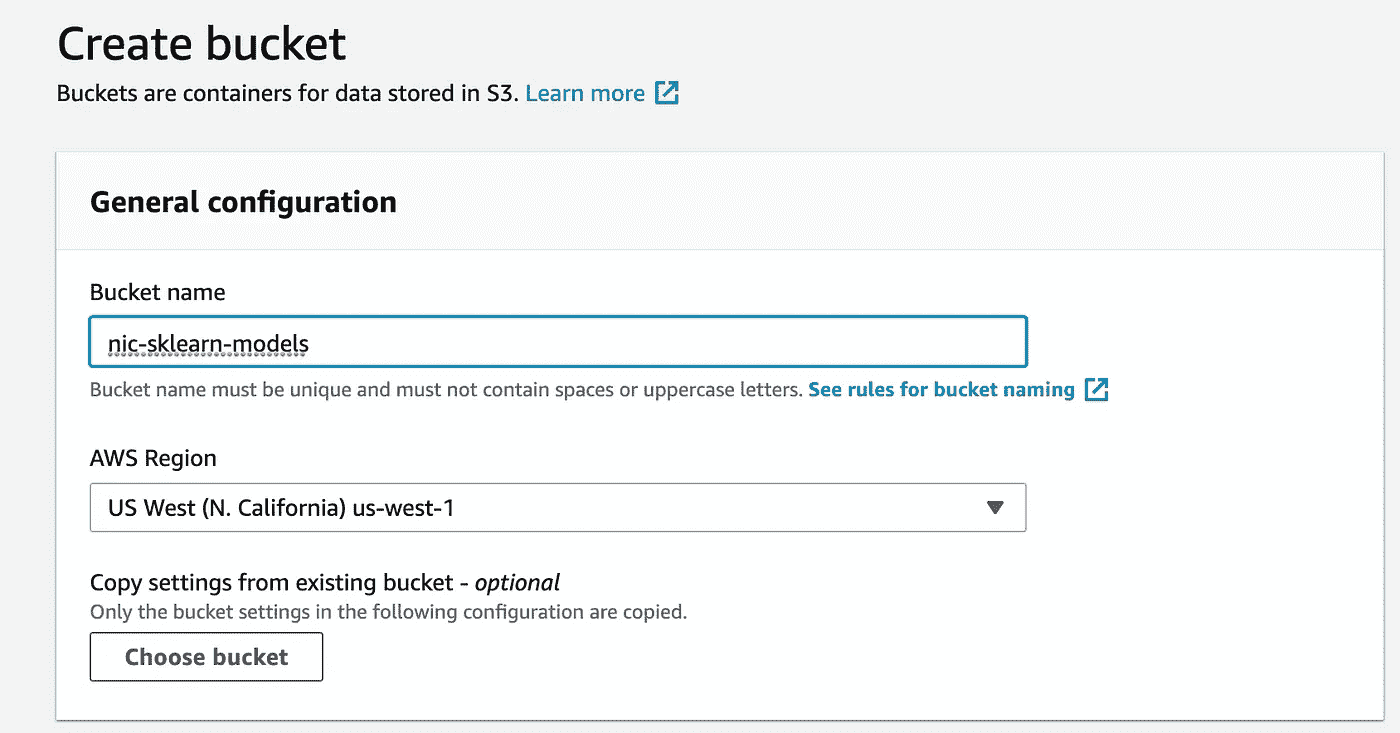 Create bucket
Buckets are containers for data stored in S3. Learn more
General configuration
Bucket name
nic-sklearn-models
Bucket name must be unique and must not contain spaces or uppercase letters. See rules for bucket naming
AWS Region
US West (N. California) us-west-1
Copy settings from existing bucket - optional
Only the bucket settings in the following configuration are copied.
Choose bucket